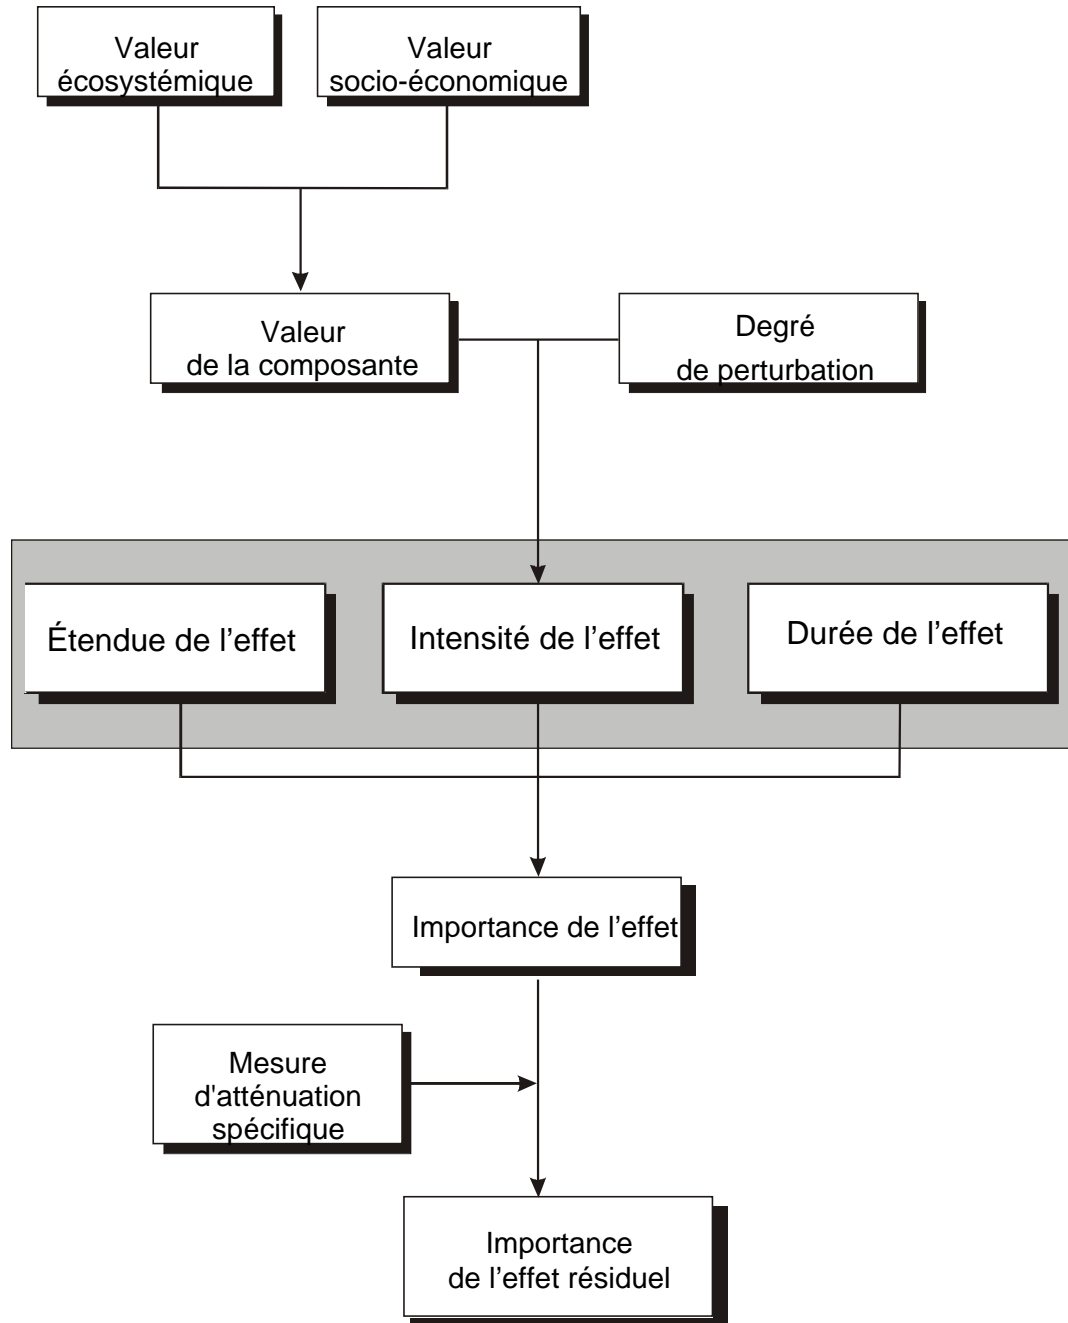 Valeur
écosystémique
Valeur
socio-économique
Valeur
de la composante
Degré
de perturbation
Étendue de l’effet
Intensité de l’effet
Durée de l’effet
Importance de l’effet
Mesure
d'atténuation
spécifique
Importance
de l’effet résiduel